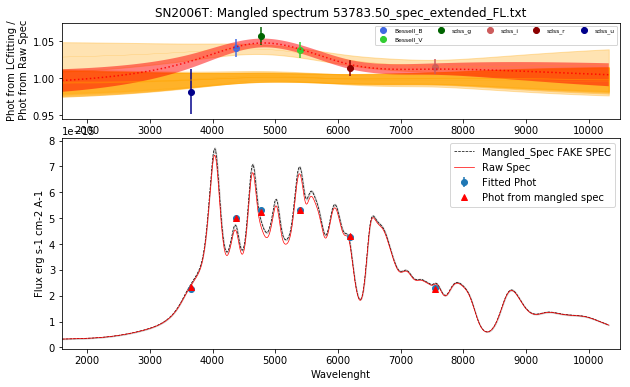 SN2006T: Mangled spectrum 53783.50_spec_extended_FL.txt
Phot from LCfitting /
Phot from Raw Spec
1.05
1.00
0.95
Bessell_B
Bessell_V
sdss_g
sdss_i
sdss_r
sdss_u
2000 3000 4000 5000 6000 7000 8000 9000 10000
1e−15
Flux erg s-1 cm-2 A-1
8
7
6
5
4
3
2
1
0
Mangled_Spec FAKE SPEC
Raw Spec
Fitted Phot
Phot from mangled spec
2000 3000 4000 5000 6000 7000 8000 9000 10000
Wavelenght